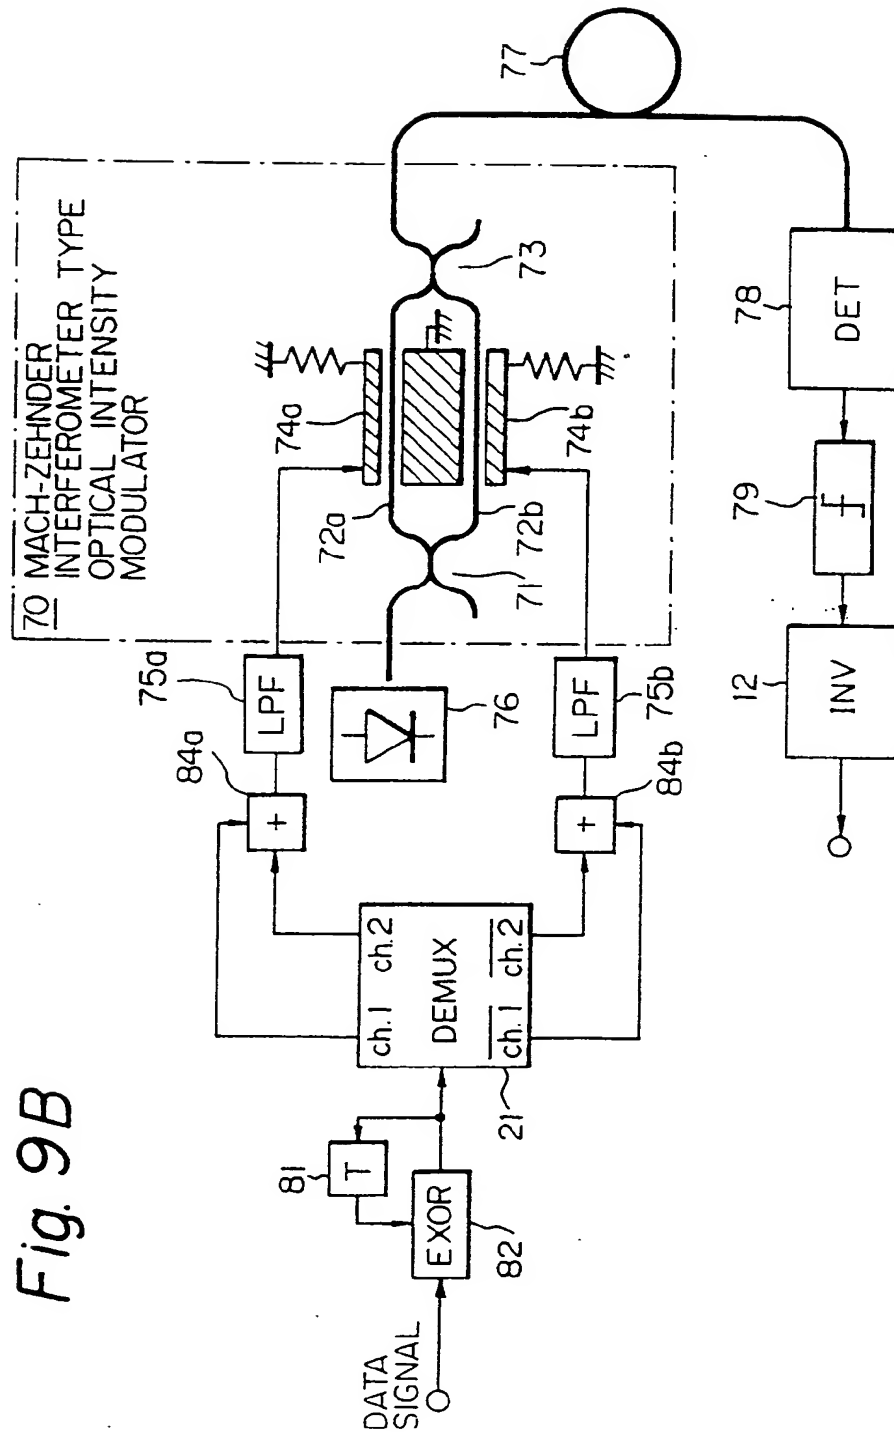 Fig. 9B
70 MACH-ZEHNDER
INTERFEROMETER TYPE
OPTICAL INTENSITY
MODULATOR
DATA
SIGNAL
EXOR
82
T
81
DEMUX
ch.1
ch.2
ch.1
ch.2
21
+
84a
+
84b
LPF
75a
LPF
75b
76
71
72a
72b
74a
74b
73
77
DET
78
79
INV
12